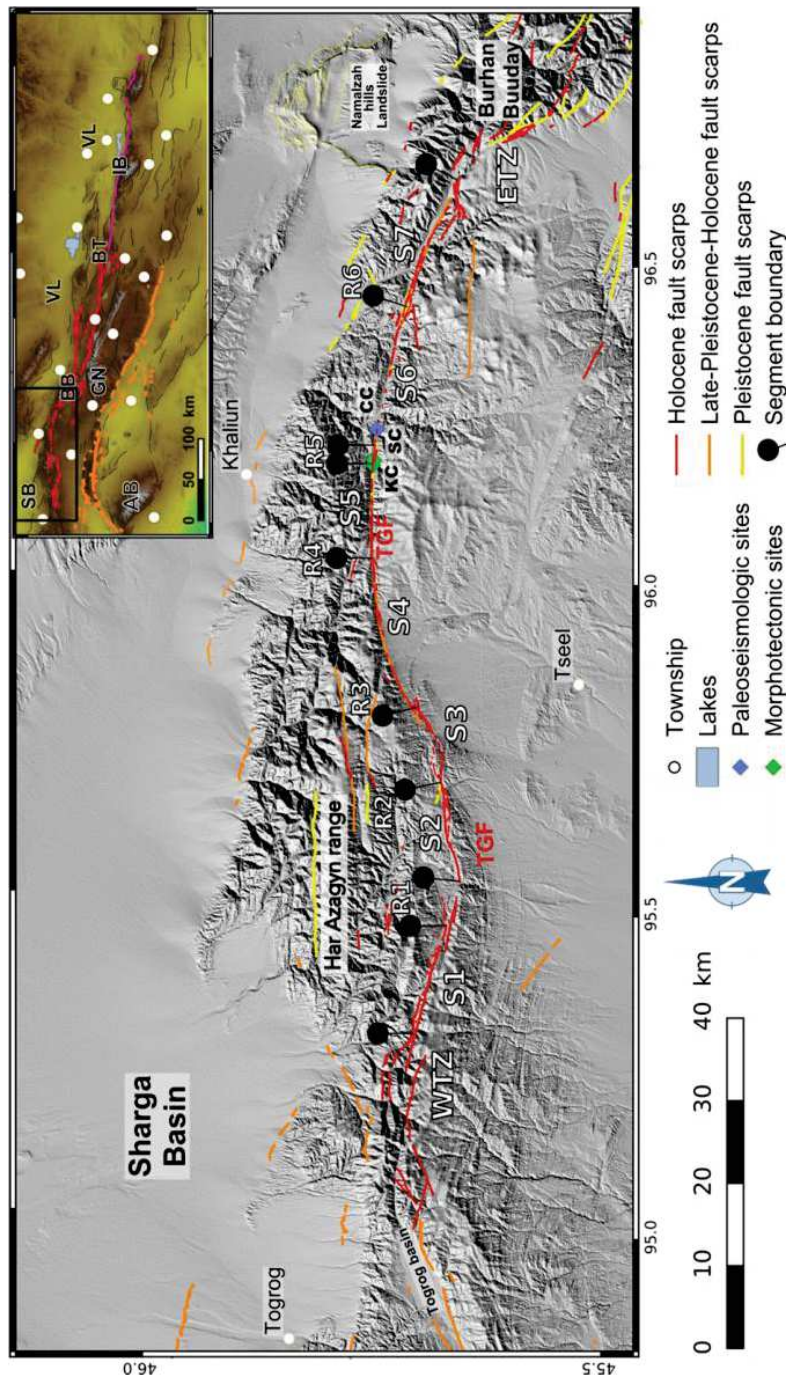 SB
BB
VL
BT
VL
IB
GN
AB
0 50 100
km
Togrog
Sharga
Basin
Togrog basin
WTZ
Har Azagyn range
S1
R1
S2
R2
TGF
S3
R3
S4
R4
TGF
S5
R5
KC
SC
CC
S6
R6
S7
ETZ
Khaliun
Tseel
Namalzah
hills
Landslide
Burhan
Buuday
46.0
45.5
95.0
95.5
96.0
96.5
0 10 20 30 40 km
N
Township
Lakes
Paleoseismologic sites
Morphotectonic sites
Holocene fault scarps
Late-Pleistocene-Holocene fault scarps
Pleistocene fault scarps
Segment boundary